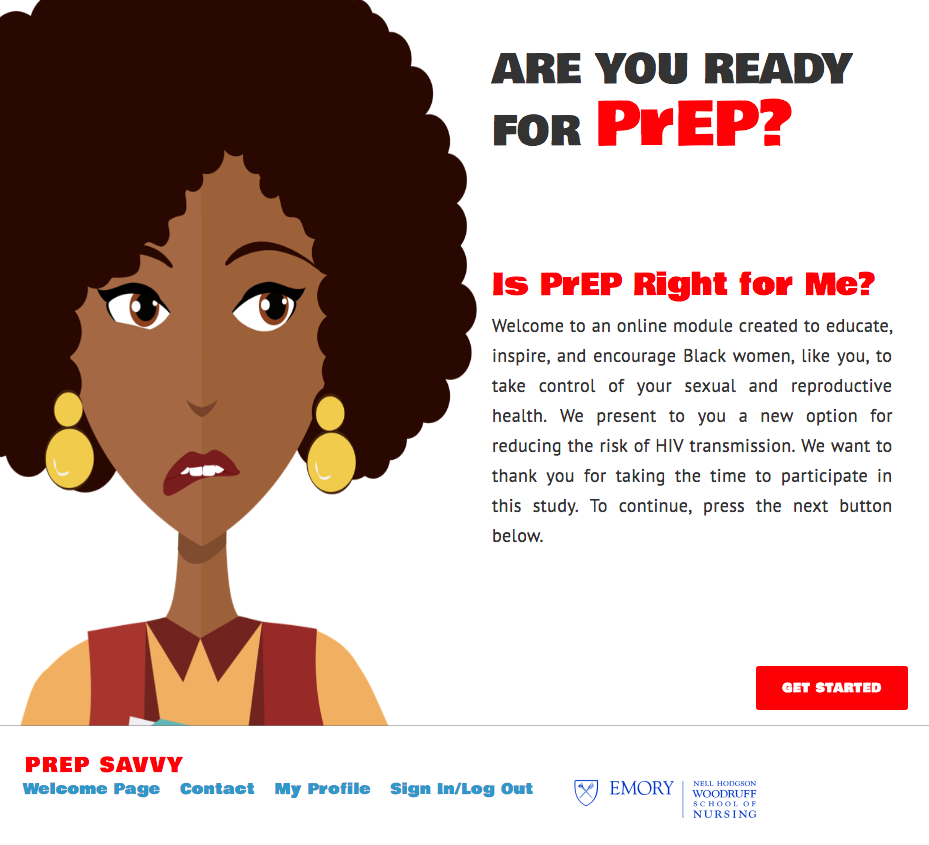 ARE YOU READY
FOR PrEP?
Is PrEP Right for Me?
Welcome to an online module created to educate,
inspire, and encourage Black women, like you, to
take control of your sexual and reproductive
health. We present to you a new option for
reducing the risk of HIV transmission. We want to
thank you for taking the time to participate in
this study. To continue, press the next button
below.
GET STARTED
PREP SAVVY
Welcome Page Contact My Profile Sign In/Log Out
EMORY
NELL HODGSON
WOODRUFF
SCHOOL OF
NURSING